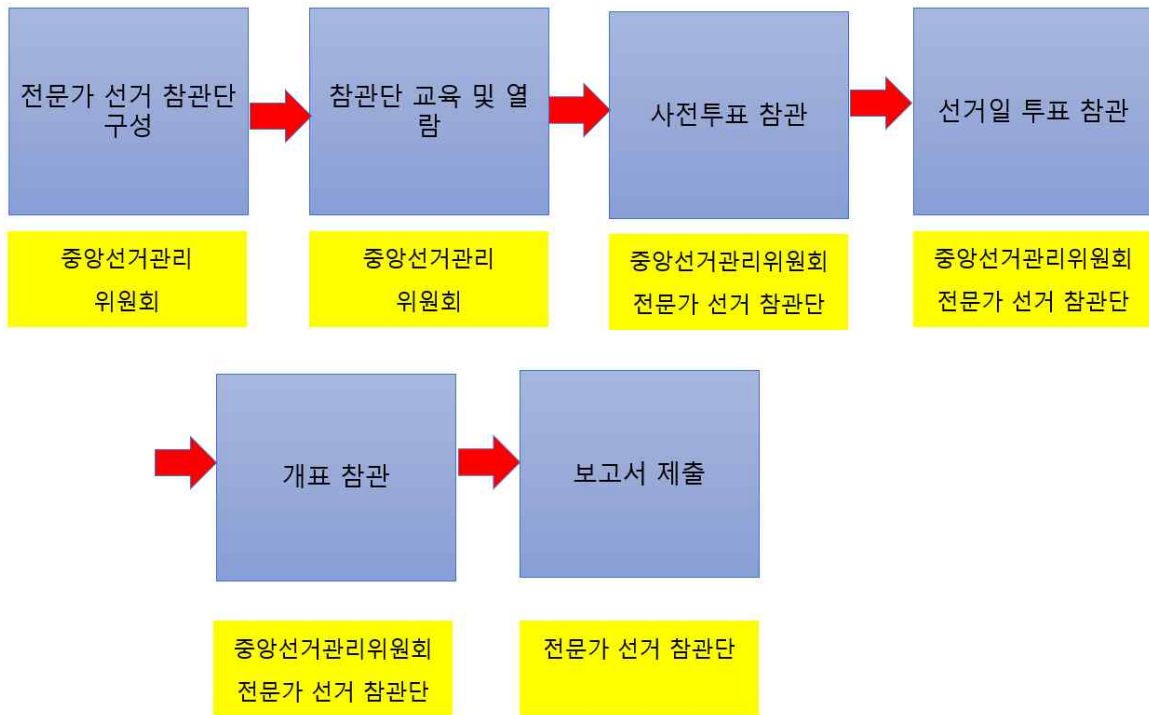 전문가 선거 참관단
구성
참관단 교육 및 열
람
사전투표 참관
선거일 투표 참관
중앙선거관리
위원회
중앙선거관리
위원회
중앙선거관리위원회
전문가 선거 참관단
중앙선거관리위원회
전문가 선거 참관단
개표 참관
보고서 제출
중앙선거관리위원회
전문가 선거 참관단
전문가 선거 참관단